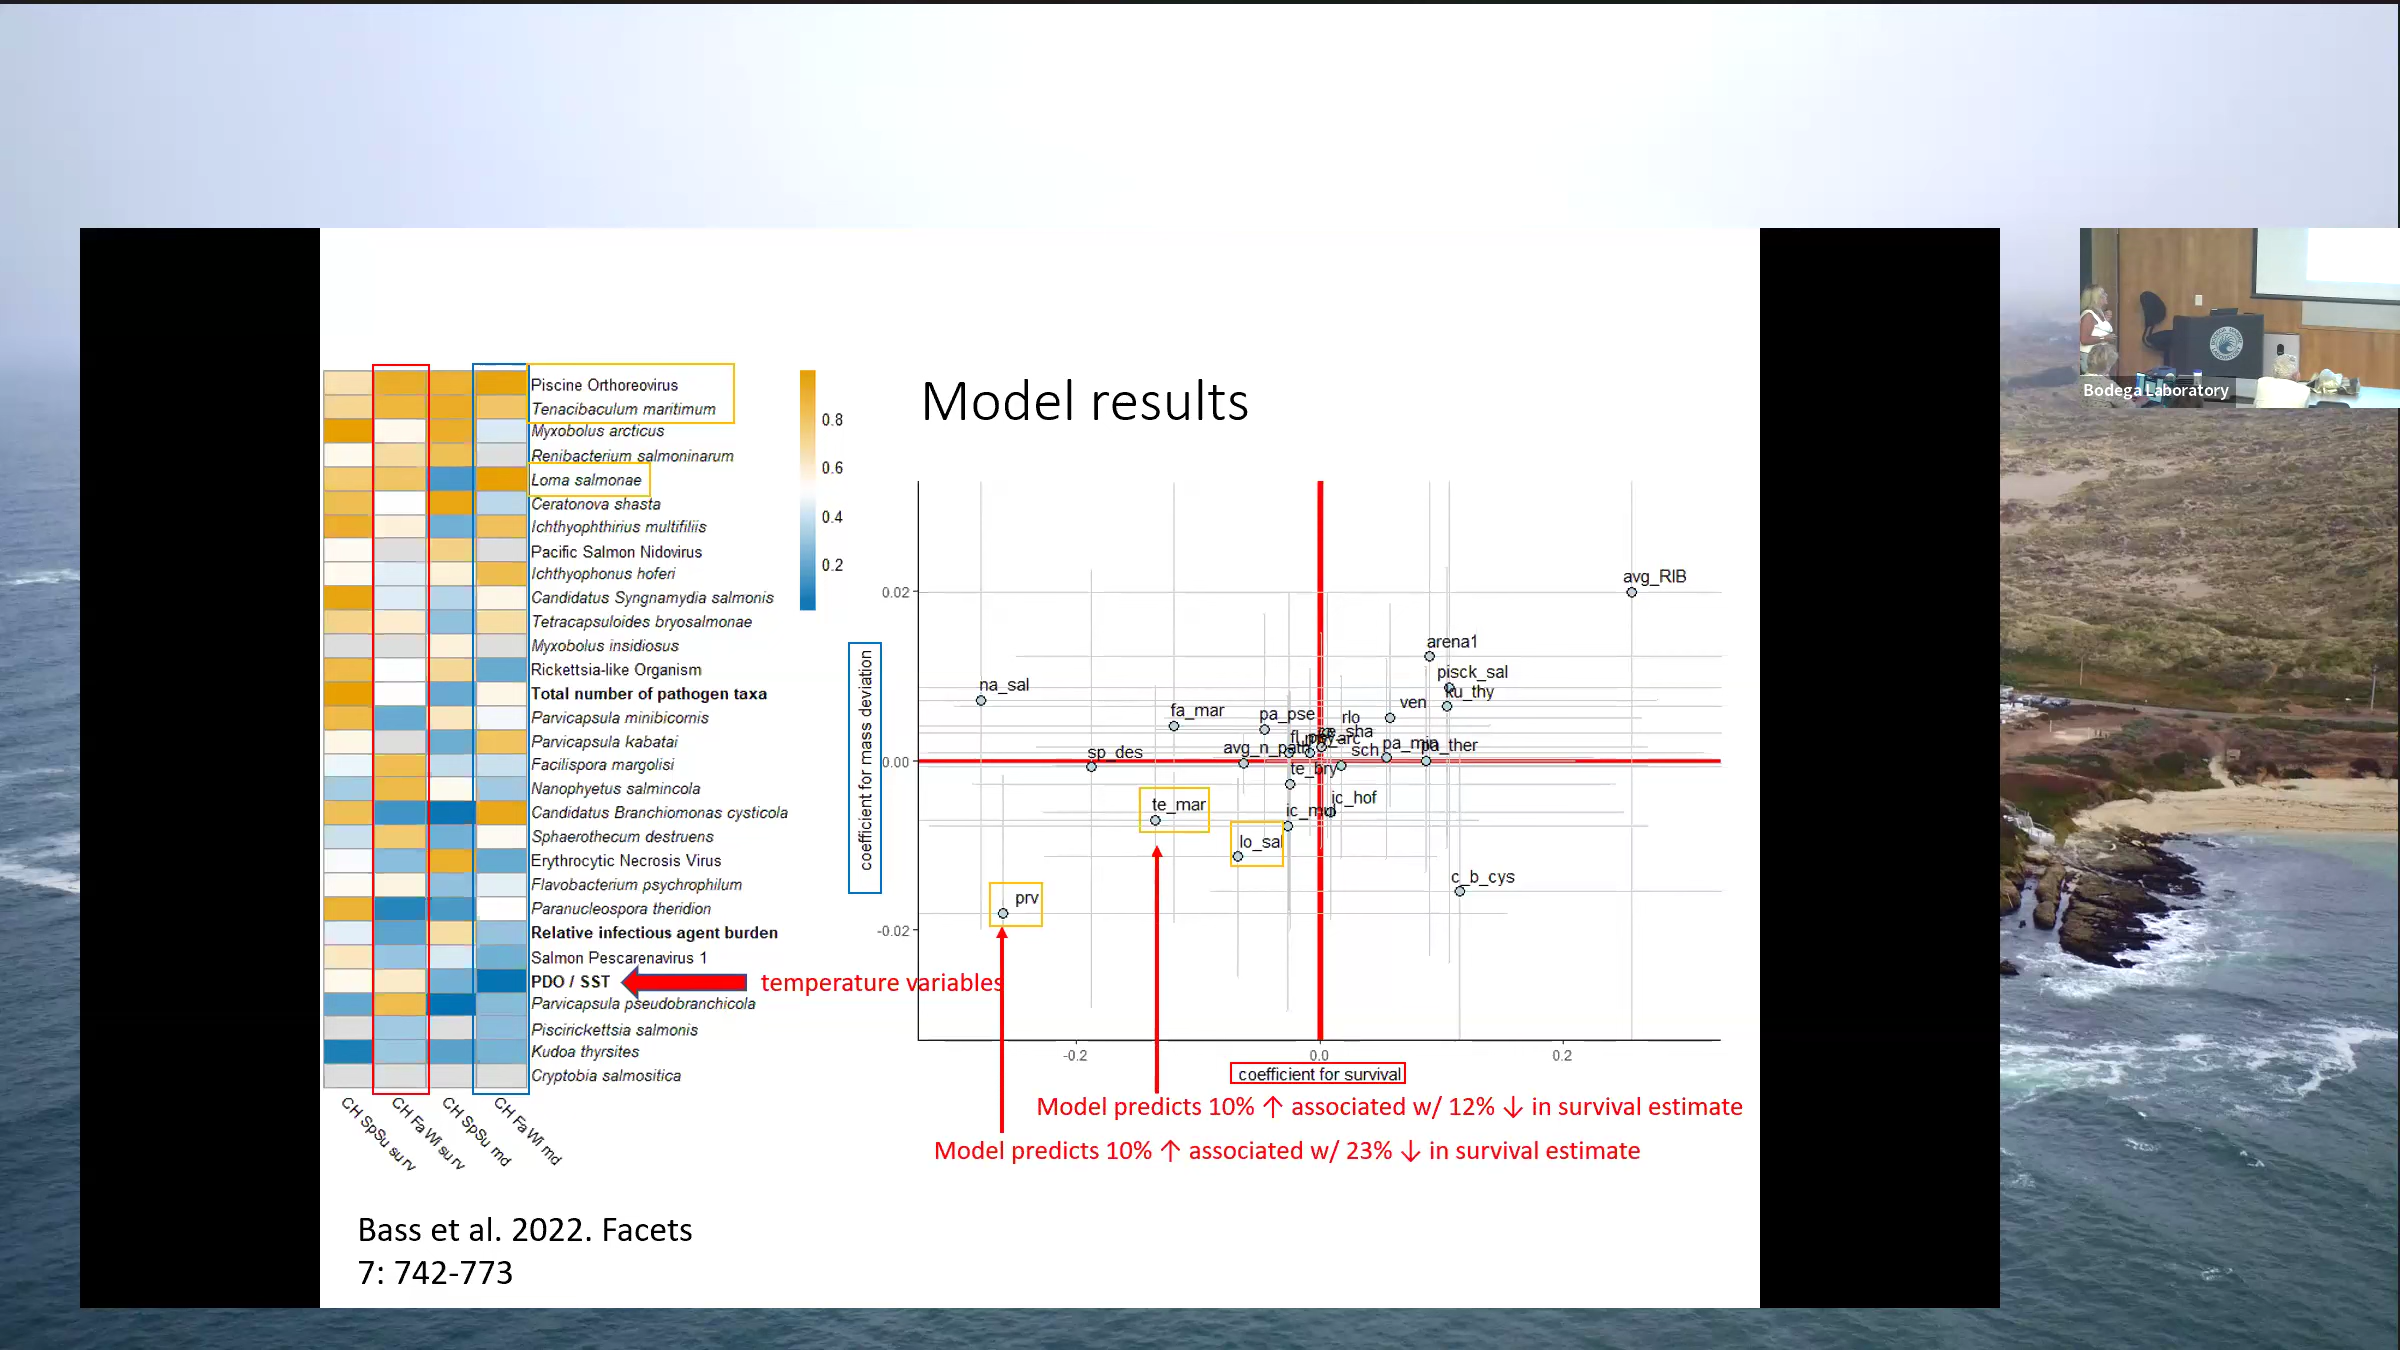 Model results
Piscine Orthoreovirus
Tenacibaculum maritimum
Myxobolus arcticus
Renibacterium salmoninarum
Loma salmonae
Ceratonova shasta
Ichthyophthirius multifiliis
Pacific Salmon Nidovirus
Ichthyophonus hoferi
Candidatus Syngnamydia salmonis
Tetracapsuloides bryosalmonae
Myxobolus insidiosus
Rickettsia-like Organism
Total number of pathogen taxa
Parvicapsula minibicornis
Parvicapsula kabatai
Facilispora margolisi
Nanophyetus salmincola
Candidatus Branchiomonas cysticola
Sphaerothecum destruens
Erythrocytic Necrosis Virus
Flavobacterium psychrophilum
Paranucleospora theridion
Relative infectious agent burden
Salmon Pescarenavirus 1
PDO / SST
Parvicapsula pseudobranchicola
Piscirickettsia salmonis
Kudoa thyrsites
Cryptobia salmositica
CH SpSu surv
CH FaWi surv
CH SpSu md
CH FaWi md
0.8
0.6
0.4
0.2
temperature variables
coefficient for mass deviation
0.02
0.00
-0.02
avg_RIB
arena1
pisck_sal
ku_thy
na_sal
ven
fa_mar
pa_pse
rlo
sp_des
avg_n_path
sch
pa_min
pa_ther
te_bry
te_mar
ic_hof
ic_mul
lo_sal
c_b_cys
prv
-0.2
0.0
0.2
coefficient for survival
Model predicts 10% ↑ associated w/ 12% ↓ in survival estimate
Model predicts 10% ↑ associated w/ 23% ↓ in survival estimate
Bass et al. 2022. Facets
7: 742-773
Bodega Laboratory